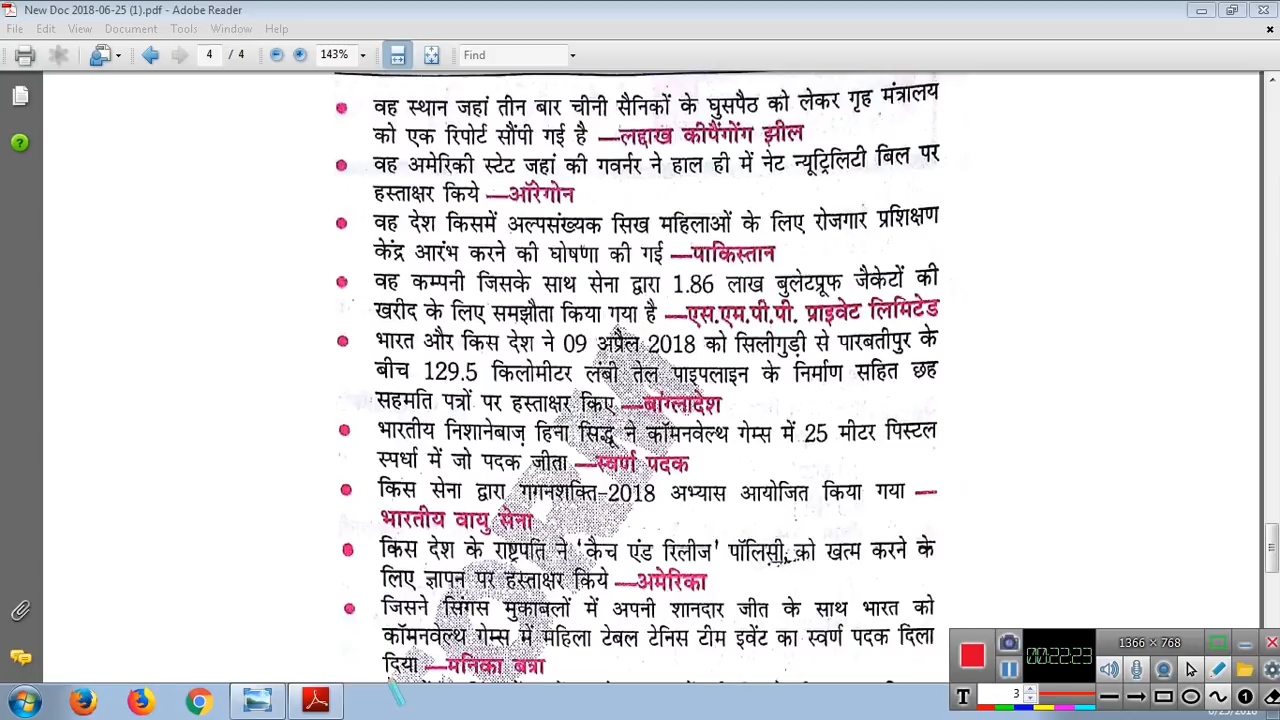 New Doc 2018-06-25 (1).pdf - Adobe Reader
File Edit View Document Tools Window Help
4 / 4 143% Find
वह स्थान जहां तीन बार चीनी सैनिकों के घुसपैठ को लेकर गृह मंत्रालय
को एक रिपोर्ट सौंपी गई है —लद्दाख कीपैंगोंग झील
वह अमेरिकी स्टेट जहां की गवर्नर ने हाल ही में नेट न्यूट्रिलिटी बिल पर
हस्ताक्षर किये —ऑरेगोन
वह देश किसमें अल्पसंख्यक सिख महिलाओं के लिए रोजगार प्रशिक्षण
केंद्र आरंभ करने की घोषणा की गई —पाकिस्तान
वह कम्पनी जिसके साथ सेना द्वारा 1.86 लाख बुलेटप्रूफ जैकेटों की
खरीद के लिए समझौता किया गया है —एस.एम.पी.पी. प्राइवेट लिमिटेड
भारत और किस देश ने 09 अप्रैल 2018 को सिलीगुड़ी से पारबतीपुर के
बीच 129.5 किलोमीटर लंबी तेल पाइपलाइन के निर्माण सहित छह
सहमति पत्रों पर हस्ताक्षर किए —बांग्लादेश
भारतीय निशानेबाज़ हिना सिद्धू ने कॉमनवेल्थ गेम्स में 25 मीटर पिस्टल
स्पर्धा में जो पदक जीता —स्वर्ण पदक
किस सेना द्वारा गगनशक्ति-2018 अभ्यास आयोजित किया गया —
भारतीय वायु सेना
किस देश के राष्ट्रपति ने 'कैच एंड रिलीज' पॉलिसी, को खत्म करने के
लिए ज्ञापन पर हस्ताक्षर किये —अमेरिका
जिसने सिंगस मुकाबलों में अपनी शानदार जीत के साथ भारत को
कॉमनवेल्थ गेम्स में महिला टेबल टेनिस टीम इवेंट का स्वर्ण पदक दिला
दिया —मनिका बत्रा
1366 × 768
00:22:23
T 3